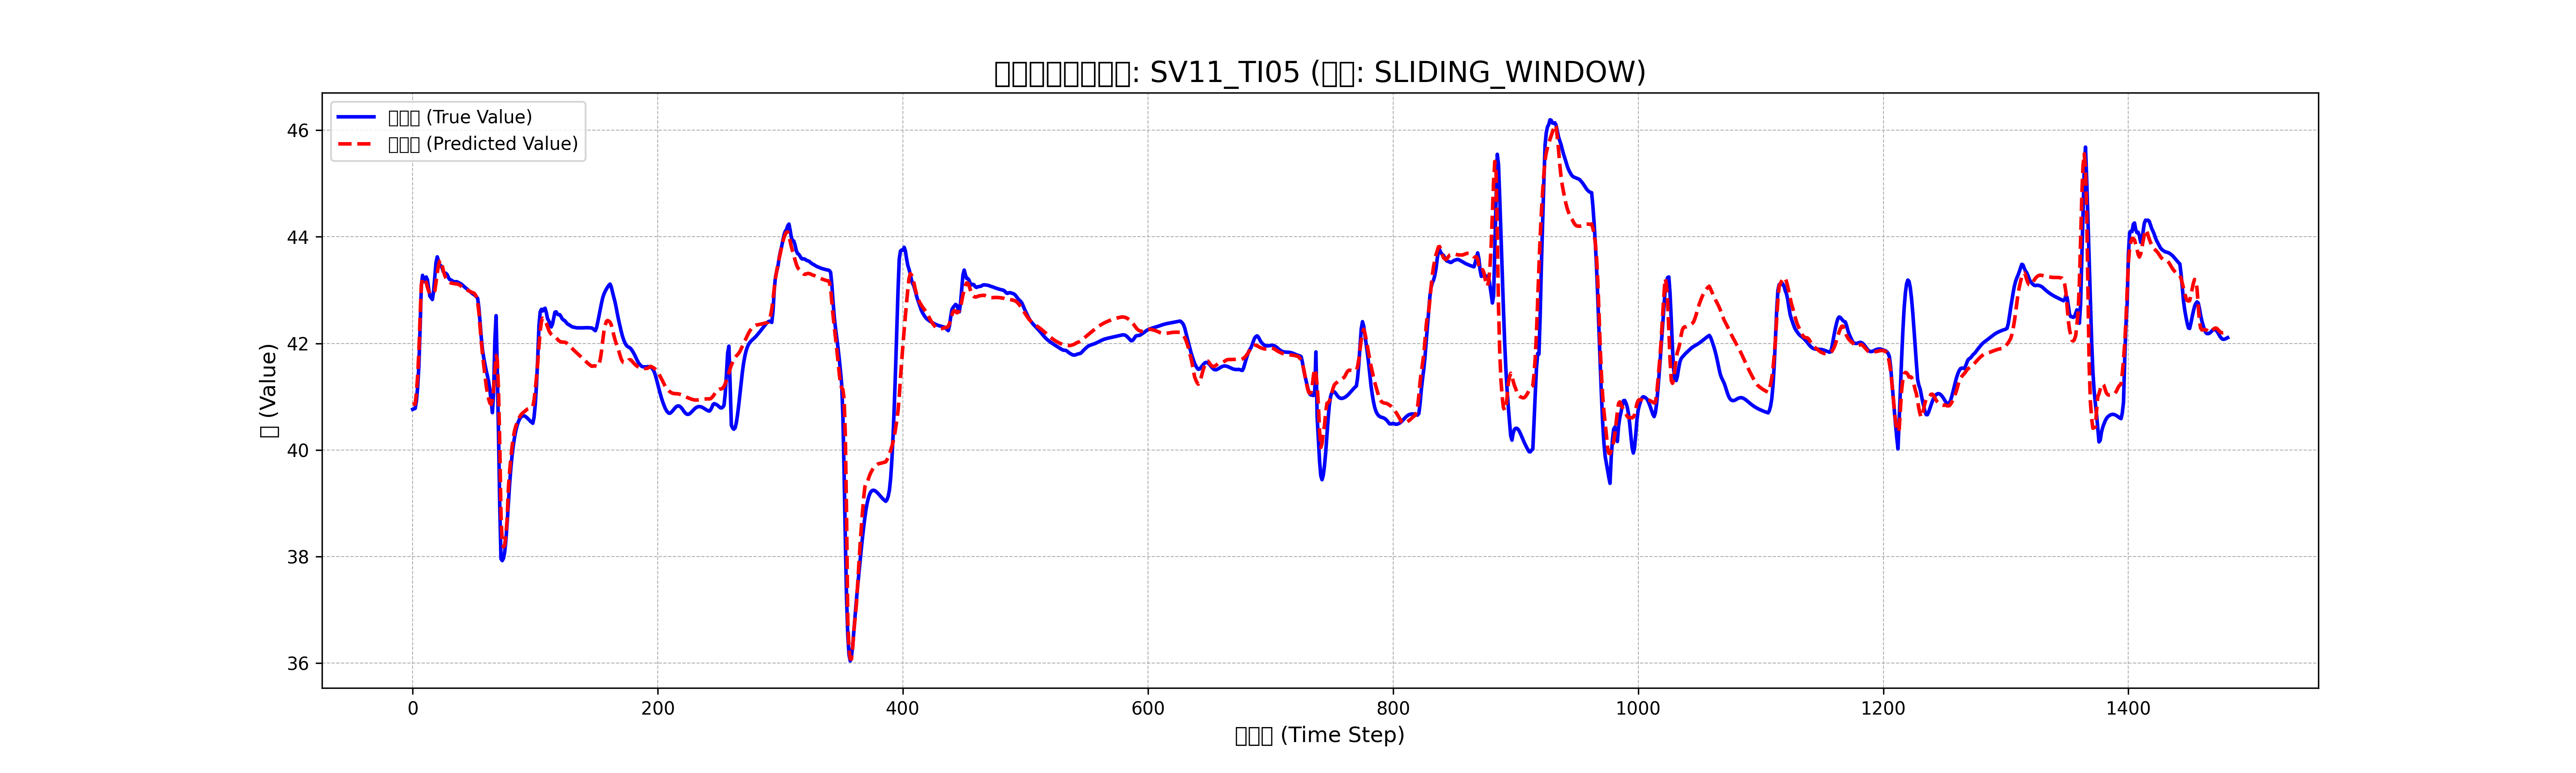 : SV11_TI05 (: SLIDING_WINDOW)
(True Value)
(Predicted Value)
46
44
42
40
38
36
(Value)
0 200 400 600 800 1000 1200 1400
(Time Step)